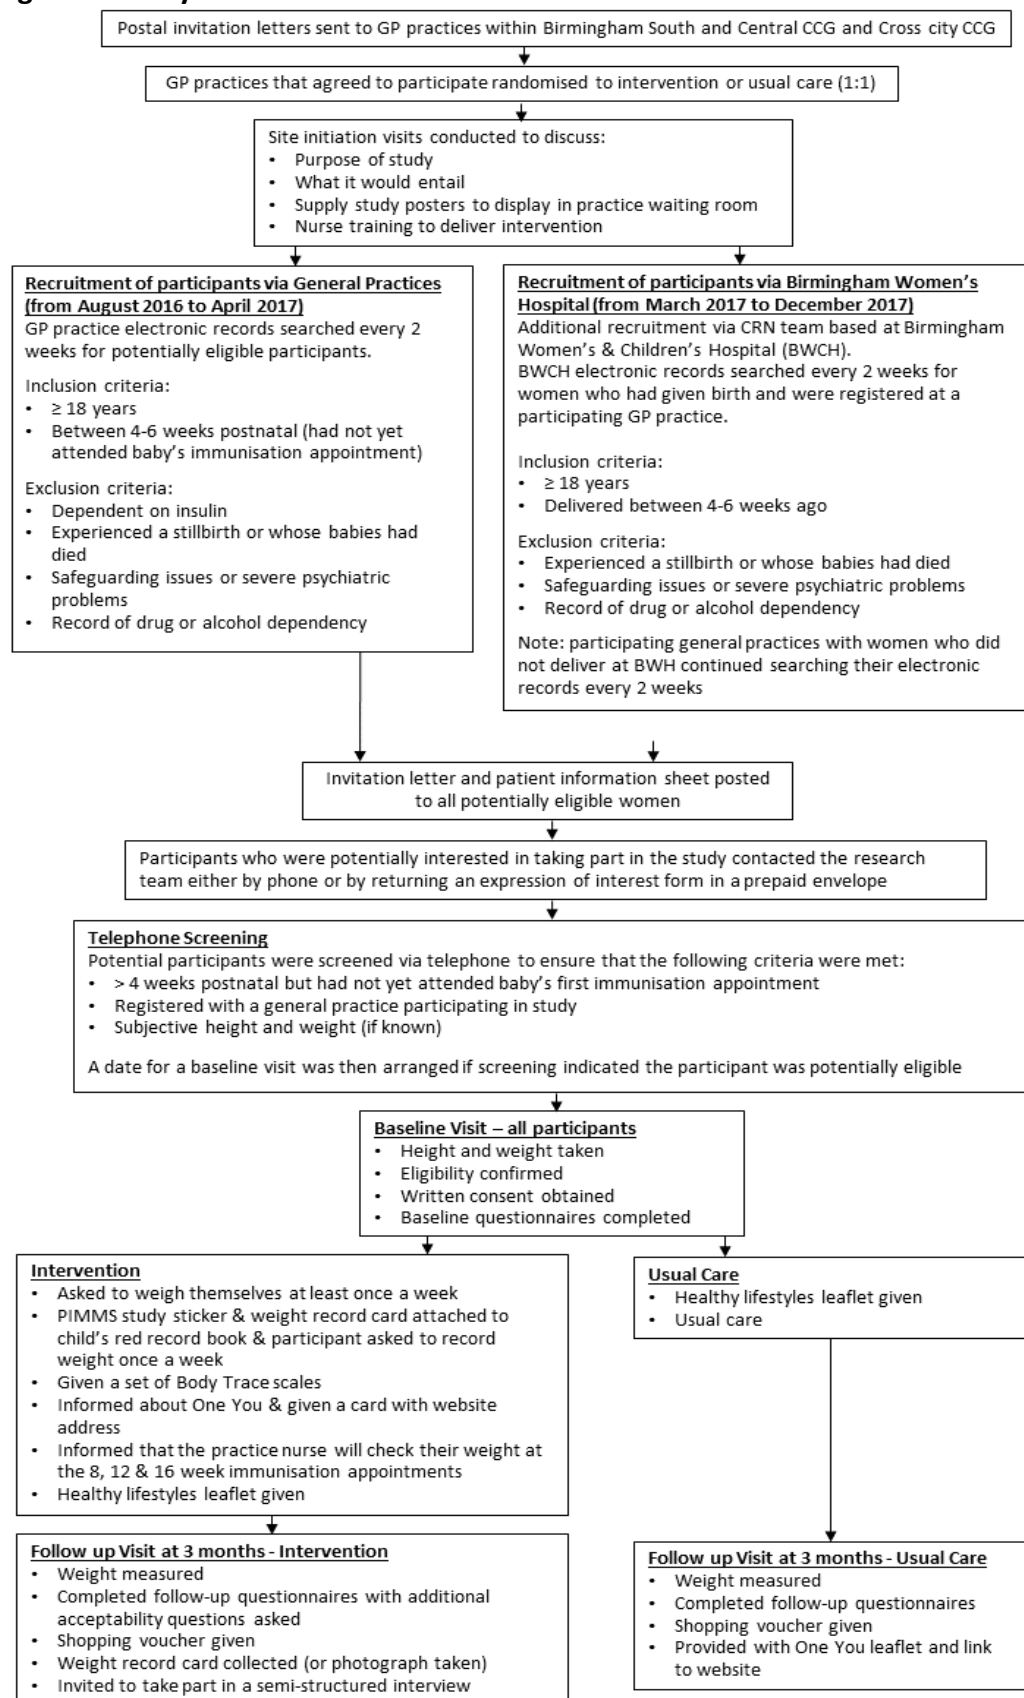 Postal invitation letters sent to GP practices within Birmingham South and Central CCG and Cross city CCG
GP practices that agreed to participate randomised to intervention or usual care (1:1)
Site initiation visits conducted to discuss:
• Purpose of study
• What it would entail
• Supply study posters to display in practice waiting room
• Nurse training to deliver intervention
Recruitment of participants via General Practices
(from August 2016 to April 2017)
GP practice electronic records searched every 2
weeks for potentially eligible participants.
Inclusion criteria:
• ≥ 18 years
• Between 4-6 weeks postnatal (had not yet
attended baby's immunisation appointment)
Exclusion criteria:
• Dependent on insulin
• Experienced a stillbirth or whose babies had
died
• Safeguarding issues or severe psychiatric
problems
• Record of drug or alcohol dependency
Recruitment of participants via Birmingham Women's
Hospital (from March 2017 to December 2017)
Additional recruitment via CRN team based at Birmingham
Women's & Children's Hospital (BWCH).
BWCH electronic records searched every 2 weeks for
women who had given birth and were registered at a
participating GP practice.
Inclusion criteria:
• ≥ 18 years
• Delivered between 4-6 weeks ago
Exclusion criteria:
• Experienced a stillbirth or whose babies had died
• Safeguarding issues or severe psychiatric problems
• Record of drug or alcohol dependency
Note: participating general practices with women who did
not deliver at BWH continued searching their electronic
records every 2 weeks
Invitation letter and patient information sheet posted
to all potentially eligible women
Participants who were potentially interested in taking part in the study contacted the research
team either by phone or by returning an expression of interest form in a prepaid envelope
Telephone Screening
Potential participants were screened via telephone to ensure that the following criteria were met:
• > 4 weeks postnatal but had not yet attended baby's first immunisation appointment
• Registered with a general practice participating in study
• Subjective height and weight (if known)
A date for a baseline visit was then arranged if screening indicated the participant was potentially eligible
Baseline Visit – all participants
• Height and weight taken
• Eligibility confirmed
• Written consent obtained
• Baseline questionnaires completed
Intervention
• Asked to weigh themselves at least once a week
• PIMMS study sticker & weight record card attached to
child's red record book & participant asked to record
weight once a week
• Given a set of Body Trace scales
• Informed about One You & given a card with website
address
• Informed that the practice nurse will check their weight at
the 8, 12 & 16 week immunisation appointments
• Healthy lifestyles leaflet given
Usual Care
• Healthy lifestyles leaflet given
• Usual care
Follow up Visit at 3 months - Intervention
• Weight measured
• Completed follow-up questionnaires with additional
acceptability questions asked
• Shopping voucher given
• Weight record card collected (or photograph taken)
• Invited to take part in a semi-structured interview
Follow up Visit at 3 months - Usual Care
• Weight measured
• Completed follow-up questionnaires
• Shopping voucher given
• Provided with One You leaflet and link
to website